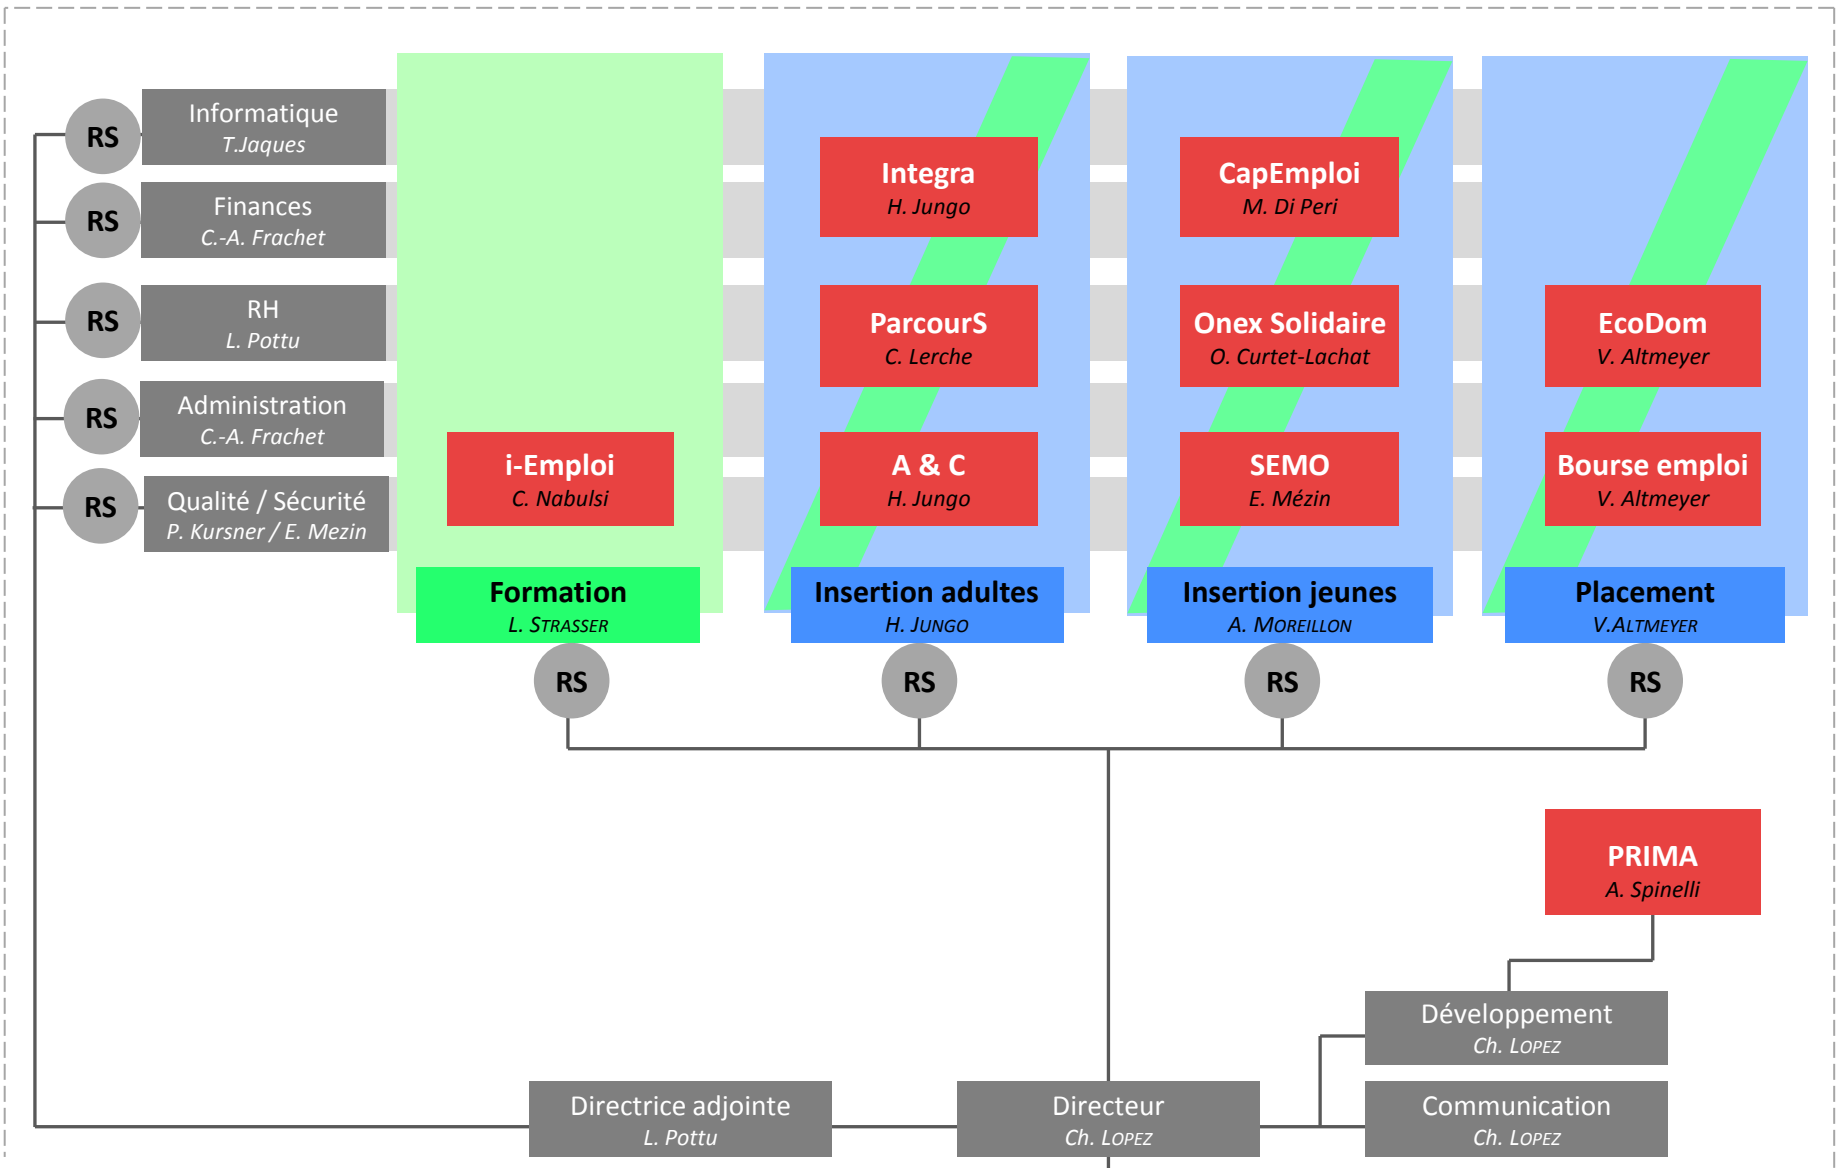 RS
Informatique
T.Jaques
RS
Finances
C.-A. Frachet
RS
RH
L. Pottu
RS
Administration
C.-A. Frachet
RS
Qualité / Sécurité
P. Kursner / E. Mezin
i-Emploi
C. Nabulsi
Formation
L. STRASSER
RS
Integra
H. Jungo
ParcourS
C. Lerche
A & C
H. Jungo
Insertion adultes
H. JUNGO
RS
CapEmploi
M. Di Peri
Onex Solidaire
O. Curtet-Lachat
SEMO
E. Mézin
Insertion jeunes
A. MOREILLON
RS
EcoDom
V. Altmeyer
Bourse emploi
V. Altmeyer
Placement
V.ALTMEYER
RS
PRIMA
A. Spinelli
Développement
Ch. LOPEZ
Directrice adjointe
L. Pottu
Directeur
Ch. LOPEZ
Communication
Ch. LOPEZ